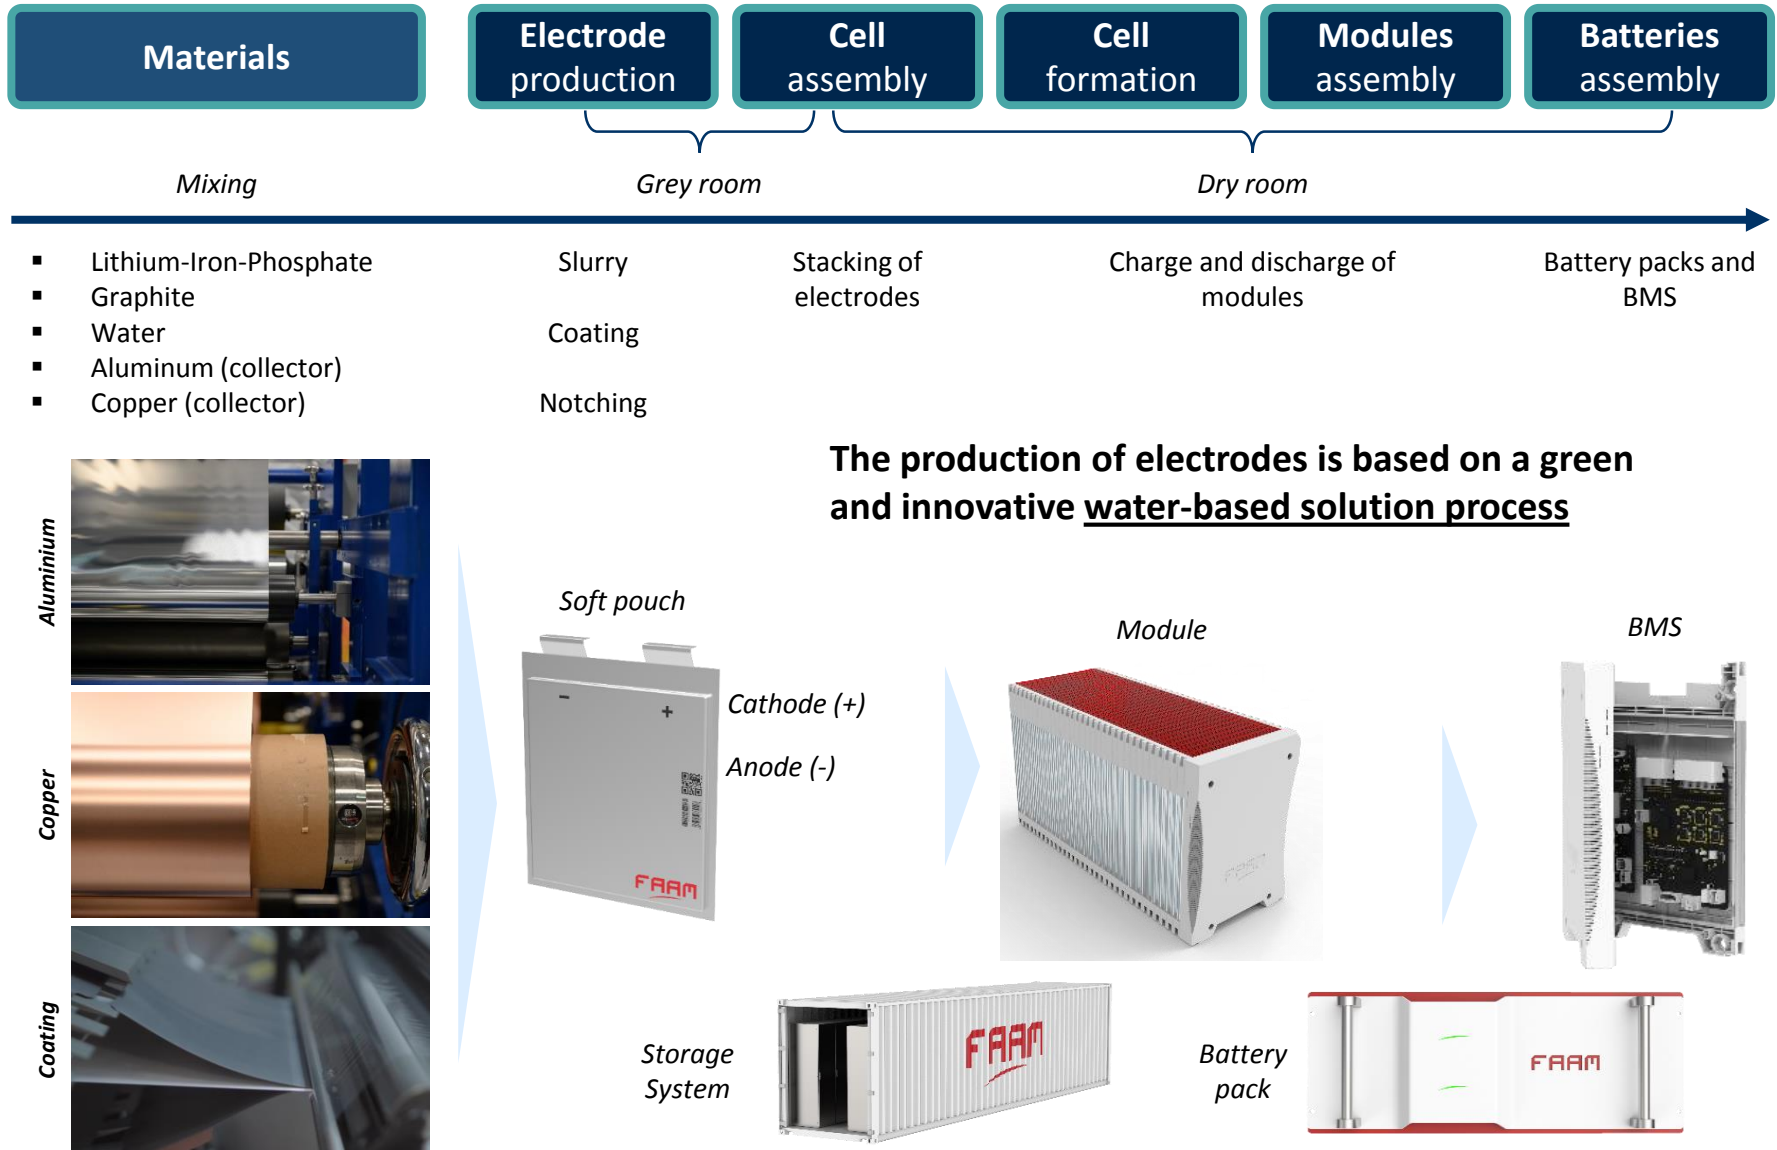 Materials
Electrode
production
Cell
assembly
Cell
formation
Modules
assembly
Batteries
assembly
Mixing
Grey room
Dry room
▪ Lithium-Iron-Phosphate
▪ Graphite
▪ Water
▪ Aluminum (collector)
▪ Copper (collector)
Slurry
Coating
Notching
Stacking of
electrodes
Charge and discharge of
modules
Battery packs and
BMS
The production of electrodes is based on a green
and innovative water-based solution process
Aluminium
Copper
Coating
Soft pouch
Cathode (+)
Anode (-)
- +
FAAM
Module
FAAM
BMS
Storage
System
FAAM
Battery
pack
FAAM